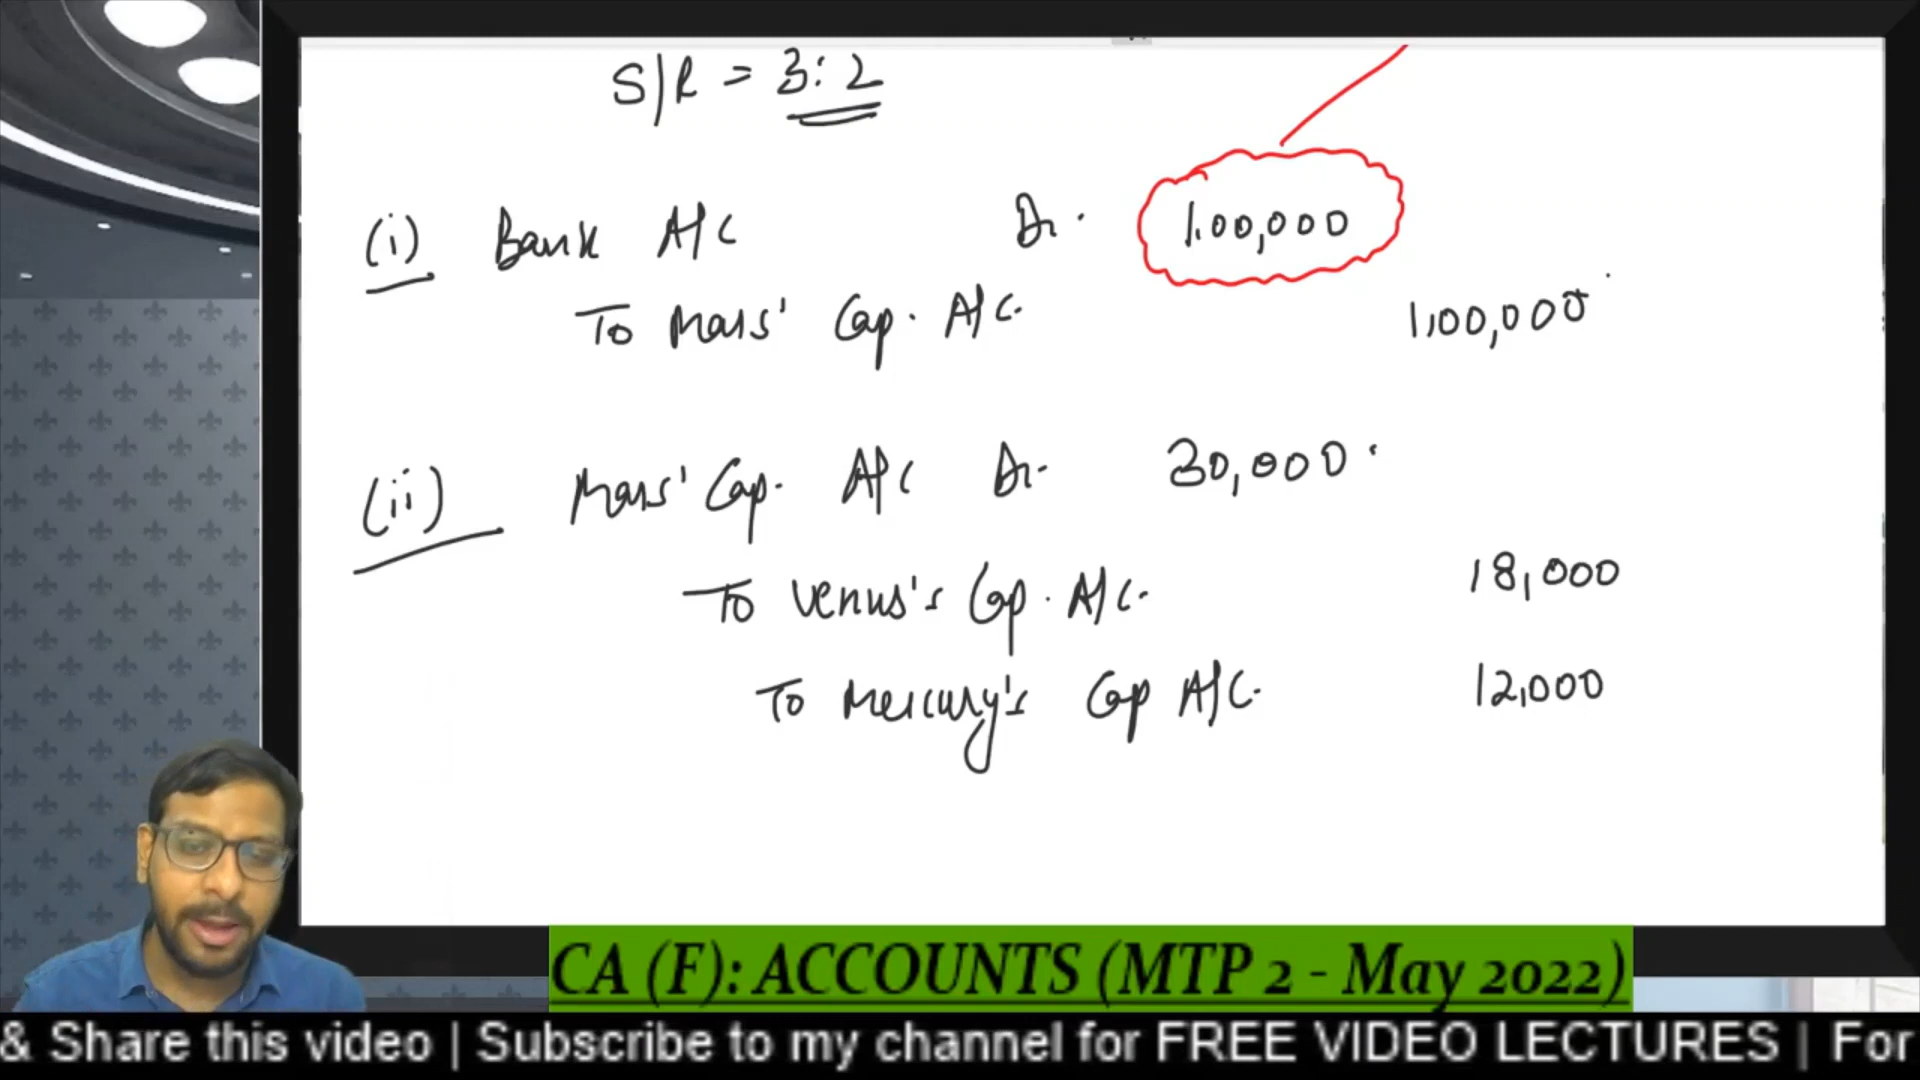 S/R = 3:2
(i) Bank A/C Dr. 1,00,000
To Mars' Cap. A/C. 1,00,000
(ii) Mars' Cap. A/C Dr. 30,000
To Venus's Cap. A/C. 18,000
To Mercury's Cap A/C. 12,000
CA (F): ACCOUNTS (MTP 2 - May 2022)
& Share this video | Subscribe to my channel for FREE VIDEO LECTURES | For